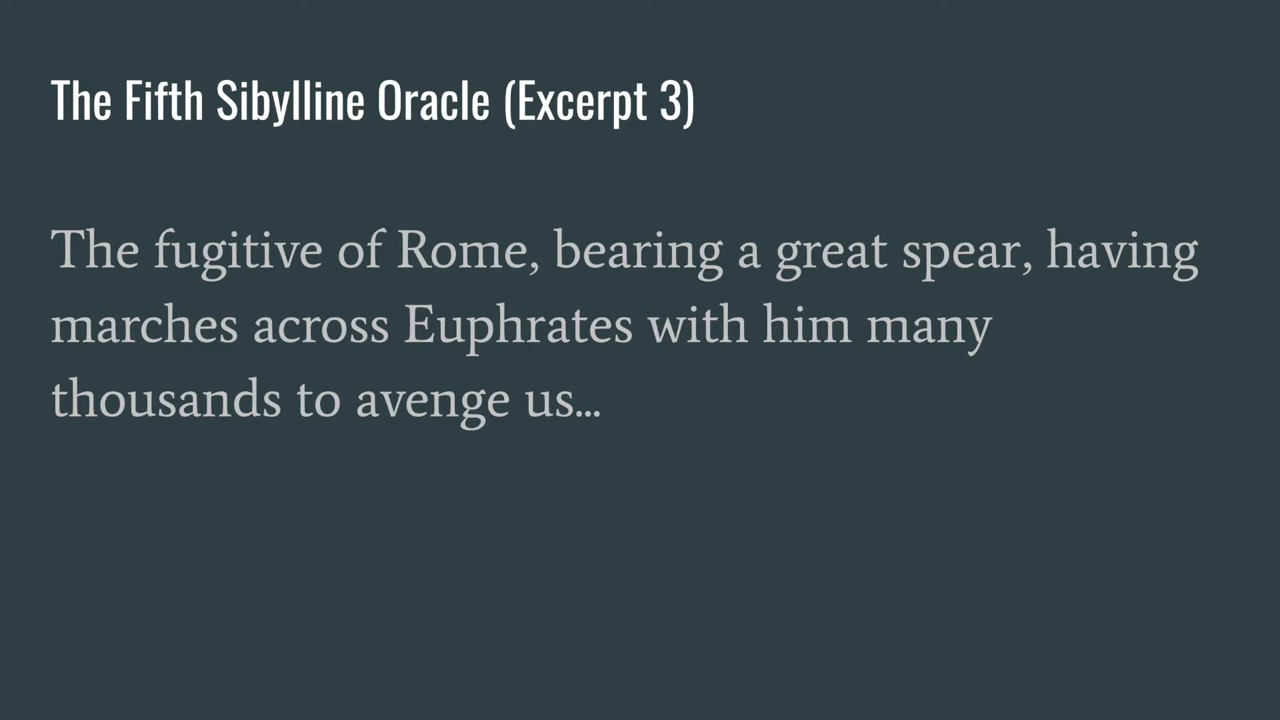 The Fifth Sibylline Oracle (Excerpt 3)
The fugitive of Rome, bearing a great spear, having
marches across Euphrates with him many
thousands to avenge us...